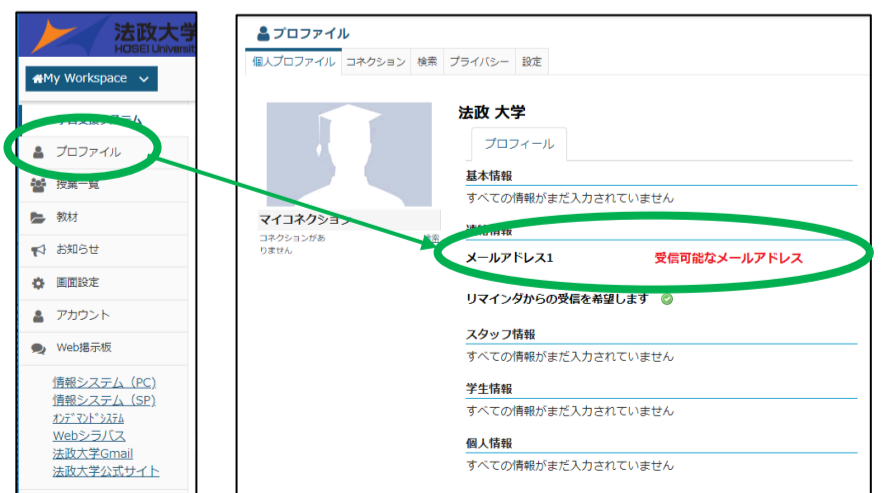 法政大学
HOSEI Universit
My Workspace
プロファイル
授業一覧
教材
お知らせ
画面設定
アカウント
Web掲示板
情報システム（PC)
情報システム（SP)
ｵﾝﾃﾞﾏﾝﾄﾞｼｽﾃﾑ
Webシラバス
法政大学Gmail
法政大学公式サイト
プロファイル
個人プロファイル コネクション 検索 プライバシー 設定
マイコネクション
コネクションがあ
りません
検索
法政 大学
プロフィール
基本情報
すべての情報がまだ入力されていません
連絡情報
メールアドレス1 受信可能なメールアドレス
リマインダからの受信を希望します
スタッフ情報
すべての情報がまだ入力されていません
学生情報
すべての情報がまだ入力されていません
個人情報
すべての情報がまだ入力されていません